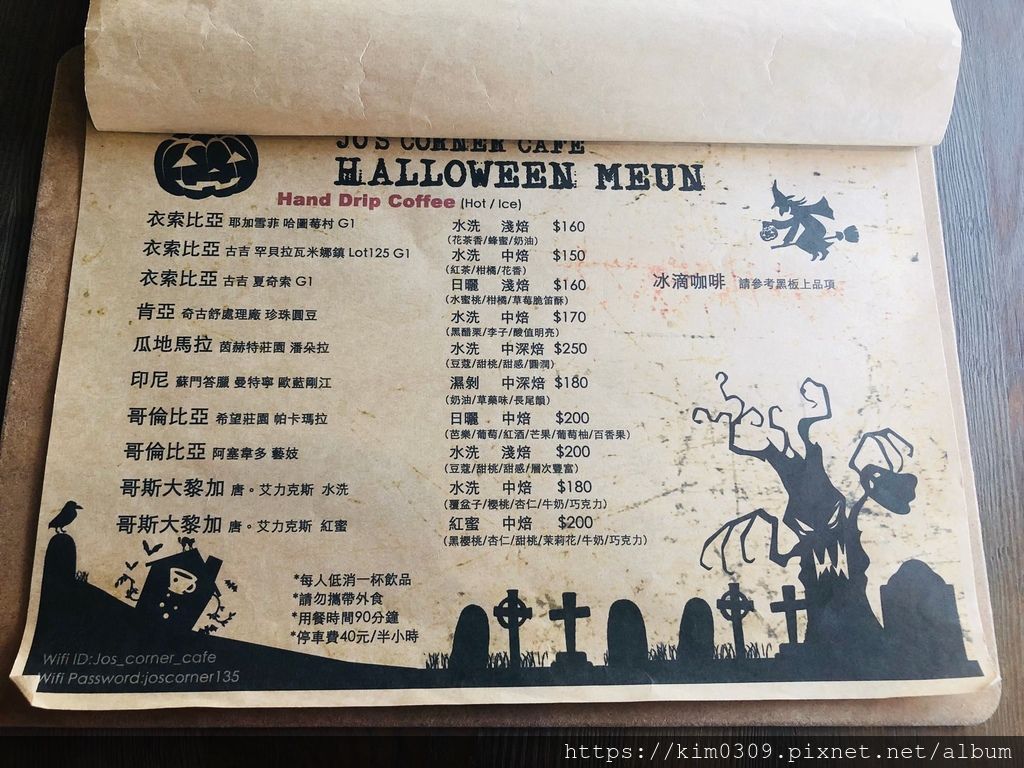 JO'S CORNER CAFE
HALLOWEEN MEUN
Hand Drip Coffee (Hot / Ice)
衣索比亞 耶加雪菲 哈圖莓村 G1 水洗 淺焙 $160
(花茶香/蜂蜜/奶油)
衣索比亞 古吉 罕貝拉瓦米娜鎮 Lot125 G1 水洗 中焙 $150
(紅茶/柑橘/花香)
衣索比亞 古吉 夏奇索 G1 日曬 淺焙 $160
(水蜜桃/柑橘/草莓脆笛酥)
冰滴咖啡 請參考黑板上品項
肯亞 奇古舒處理廠 珍珠圓豆 水洗 中焙 $170
(黑醋栗/李子/酸值明亮)
瓜地馬拉 茵赫特莊園 潘朵拉 水洗 中深焙 $250
(豆蔻/甜桃/甜感/圓潤)
印尼 蘇門答臘 曼特寧 歐藍剛江 濕剝 中深焙 $180
(奶油/草藥味/長尾韻)
哥倫比亞 希望莊園 帕卡瑪拉 日曬 中焙 $200
(芭樂/葡萄/紅酒/芒果/葡萄柚/百香果)
哥倫比亞 阿塞韋多 藝妓 水洗 淺焙 $200
(豆蔻/甜桃/甜感/層次豐富)
哥斯大黎加 唐。艾力克斯 水洗 水洗 中焙 $180
(覆盆子/櫻桃/杏仁/牛奶/巧克力)
哥斯大黎加 唐。艾力克斯 紅蜜 紅蜜 中焙 $200
(黑櫻桃/杏仁/甜桃/茉莉花/牛奶/巧克力)
*每人低消一杯飲品
*請勿攜帶外食
*用餐時間90分鐘
*停車費40元/半小時
Wifi ID:Jos_corner_cafe
Wifi Password:joscorner135
https://kim0309.pixnet.net/album